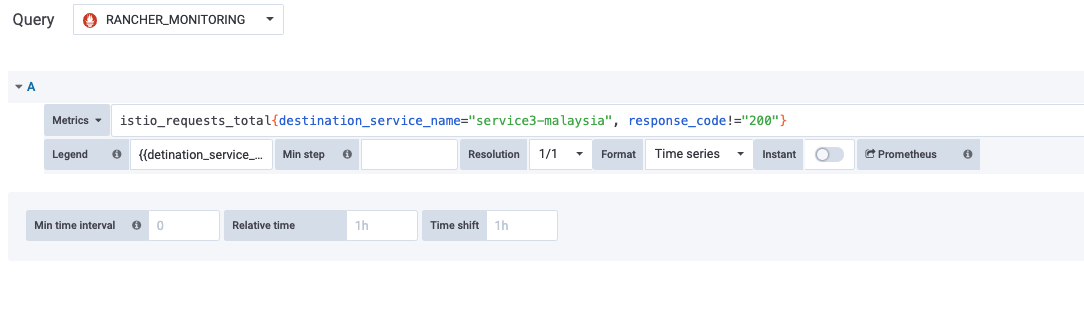 Query RANCHER_MONITORING
A
Metrics istio_requests_total{destination_service_name="service3-malaysia", response_code!="200"}
Legend {{detination_service_... Min step Resolution 1/1 Format Time series Instant Prometheus
Min time interval 0 Relative time 1h Time shift 1h